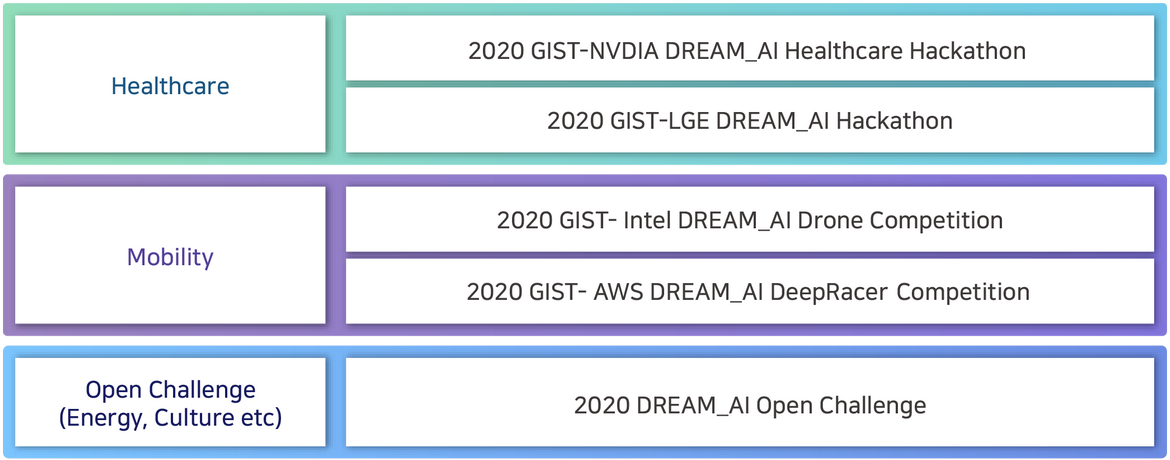 Healthcare
2020 GIST-NVDIA DREAM_AI Healthcare Hackathon
2020 GIST-LGE DREAM_AI Hackathon
Mobility
2020 GIST- Intel DREAM_AI Drone Competition
2020 GIST- AWS DREAM_AI DeepRacer Competition
Open Challenge
(Energy, Culture etc)
2020 DREAM_AI Open Challenge